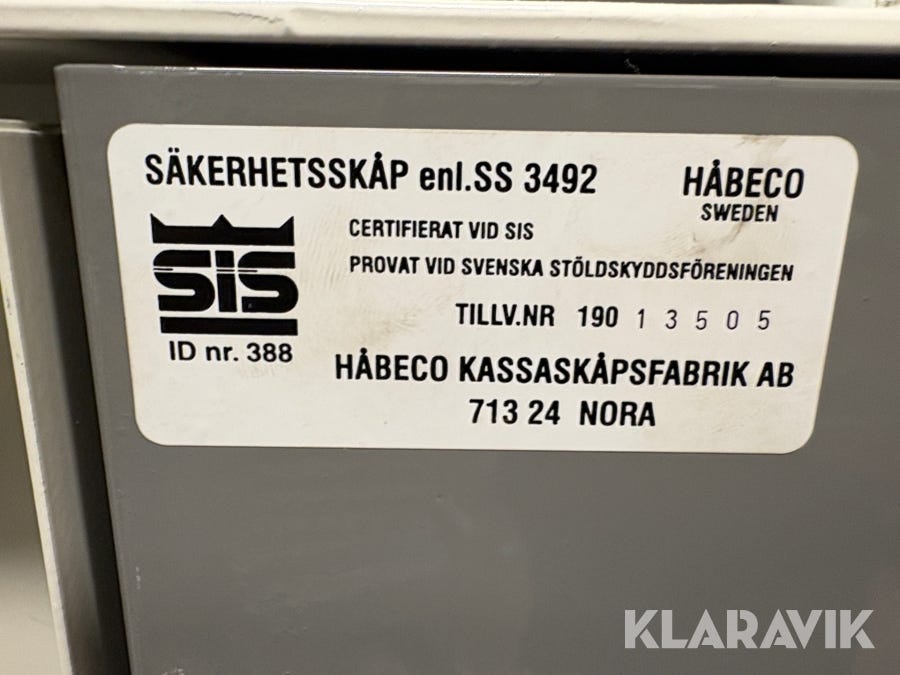 SÄKERHETSSKÅP enl.SS 3492
HÅBECO
SWEDEN
SIS
ID nr. 388
CERTIFIERAT VID SIS
PROVAT VID SVENSKA STÖLDSKYDDSFÖRENINGEN
TILLV.NR 190 1 3 5 0 5
HÅBECO KASSASKÅPSFABRIK AB
713 24 NORA
KLARAVIK